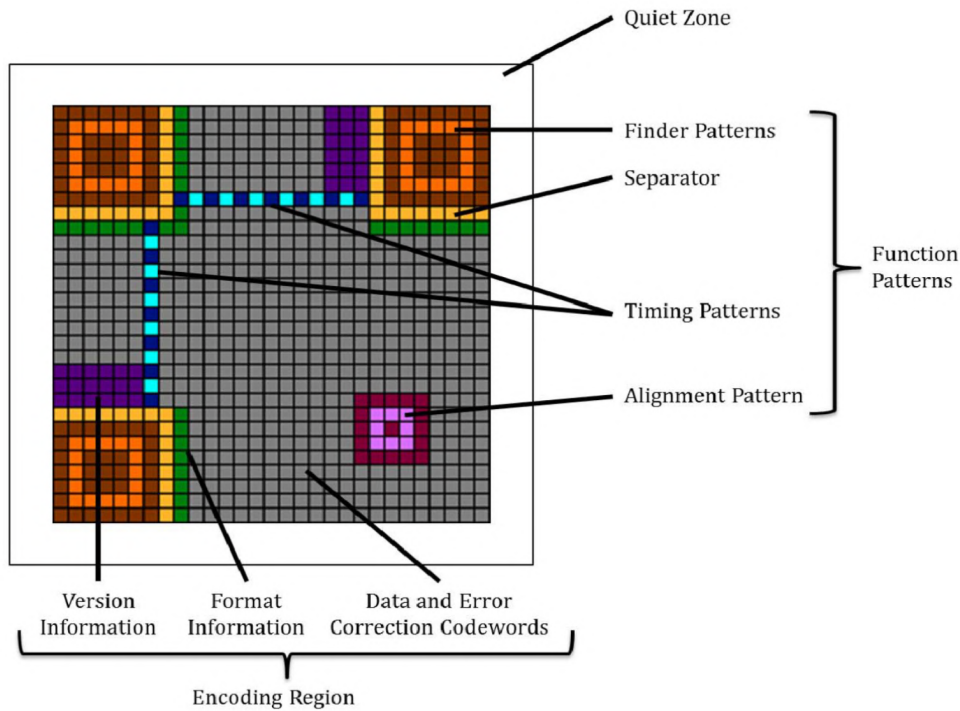 Quiet Zone
Finder Patterns
Separator
Function
Patterns
Timing Patterns
Alignment Pattern
Version
Information
Format
Information
Data and Error
Correction Codewords
Encoding Region